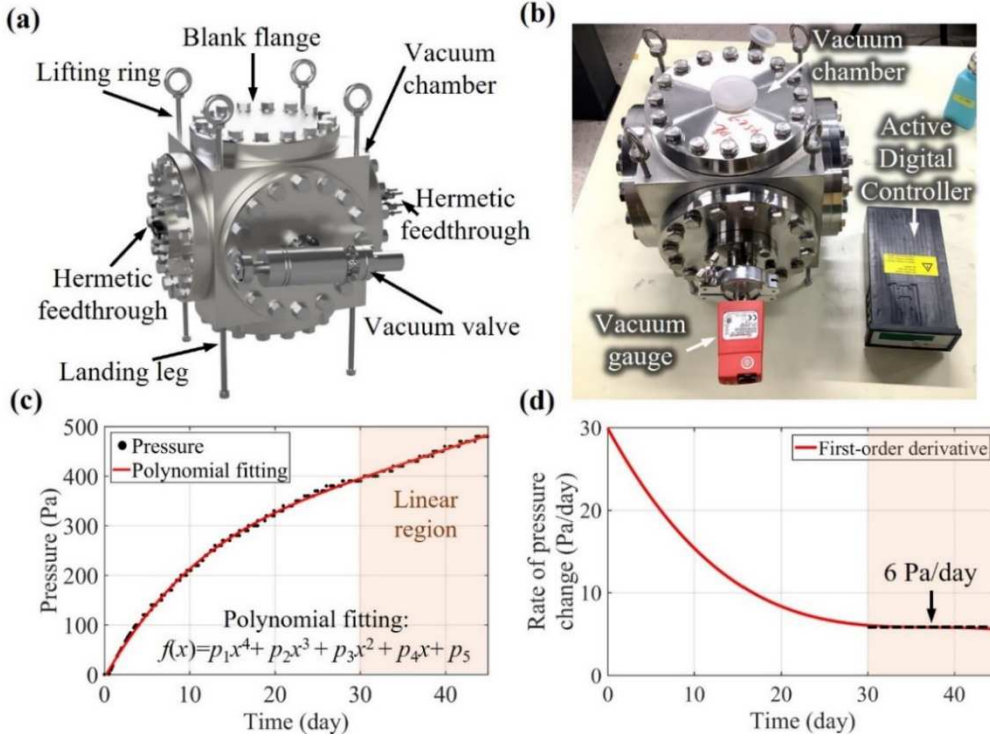 (a)
Blank flange
Lifting ring
Vacuum
chamber
Hermetic
feedthrough
Hermetic
feedthrough
Vacuum valve
Landing leg
(b)
Vacuum
chamber
Active
Digital
Controller
Vacuum
gauge
(c)
500
400
300
200
100
0
Pressure (Pa)
Pressure
Polynomial fitting
Linear
region
Polynomial fitting:
f(x)=p₁x⁴+ p₂x³+ p₃x²+ p₄x+ p₅
0 10 20 30 40
Time (day)
(d)
30
20
10
0
Rate of pressure
change (Pa/day)
First-order derivative
6 Pa/day
0 10 20 30 40
Time (day)